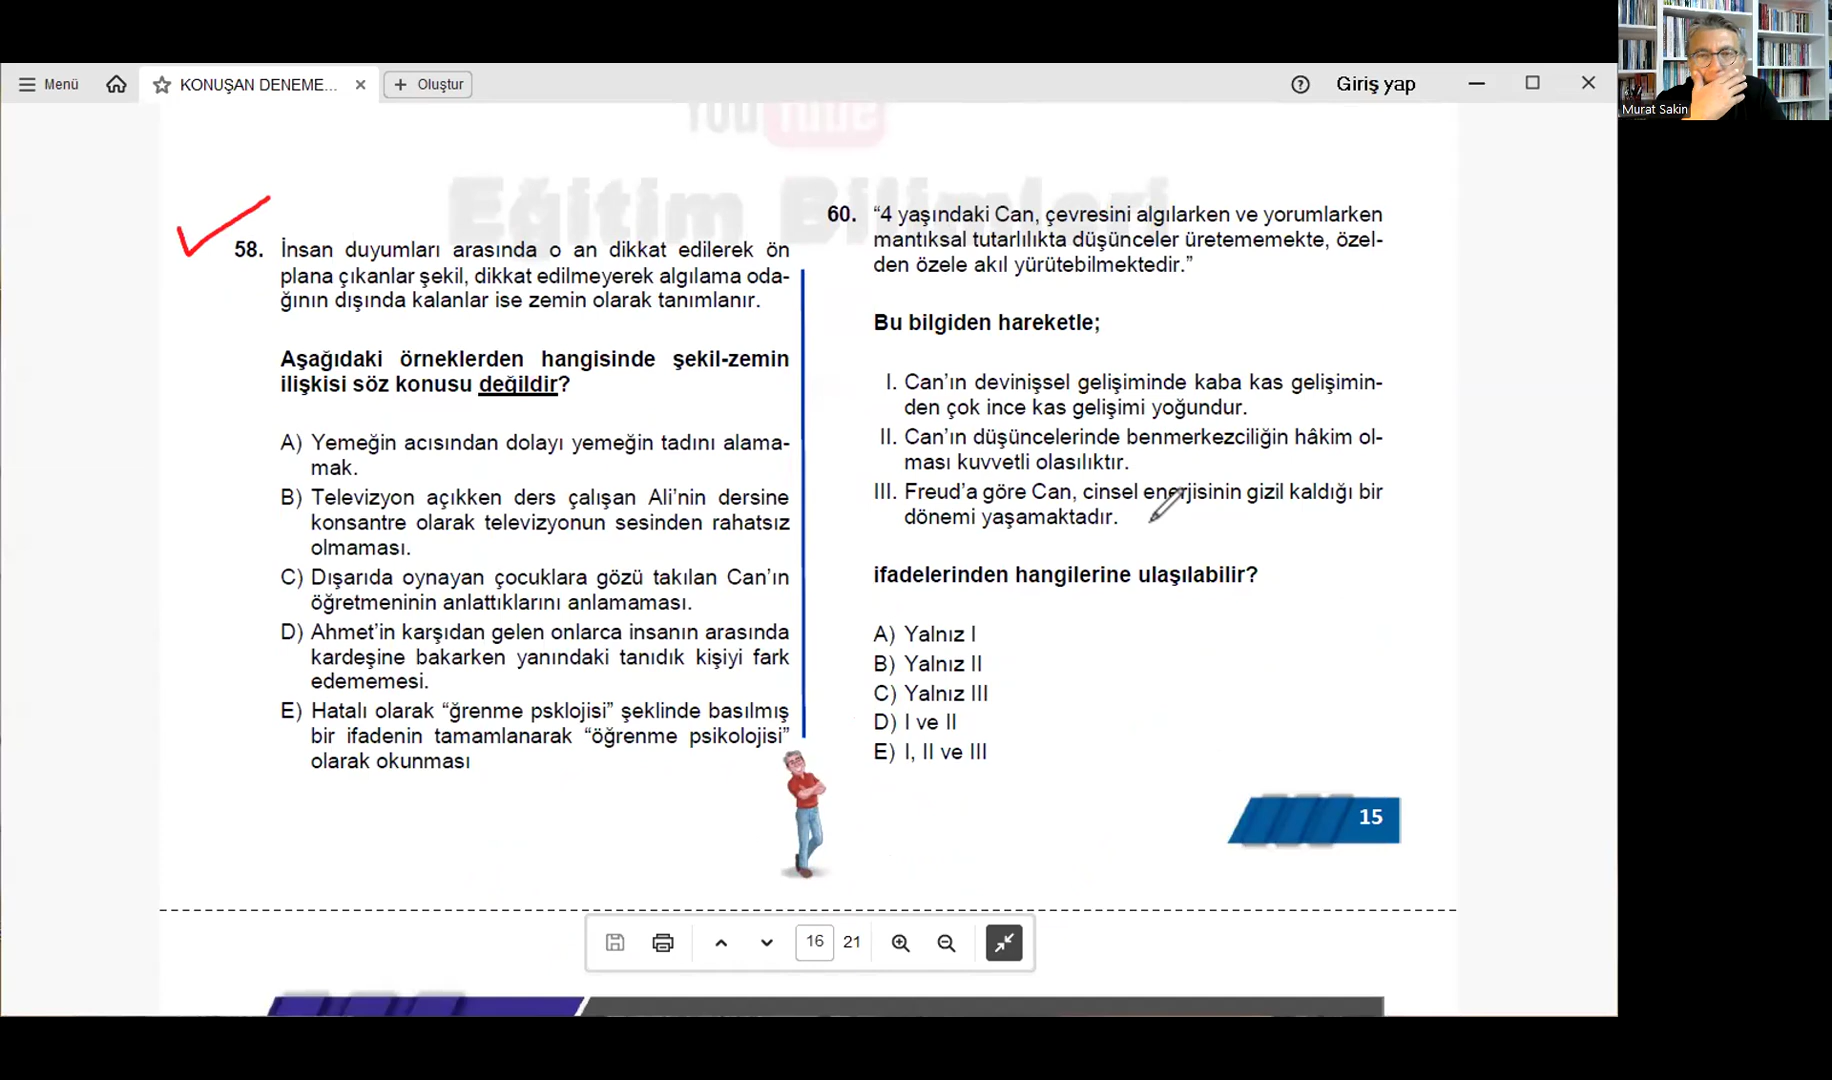 Menü
KONUŞAN DENEME...
Oluştur
Giriş yap
Murat Sakin
YouTube
Eğitim Bilimleri
58. İnsan duyumları arasında o an dikkat edilerek ön
plana çıkanlar şekil, dikkat edilmeyerek algılama oda-
ğının dışında kalanlar ise zemin olarak tanımlanır.
Aşağıdaki örneklerden hangisinde şekil-zemin
ilişkisi söz konusu değildir?
A) Yemeğin acısından dolayı yemeğin tadını alama-
mak.
B) Televizyon açıkken ders çalışan Ali'nin dersine
konsantre olarak televizyonun sesinden rahatsız
olmaması.
C) Dışarıda oynayan çocuklara gözü takılan Can'ın
öğretmeninin anlattıklarını anlamaması.
D) Ahmet'in karşıdan gelen onlarca insanın arasında
kardeşine bakarken yanındaki tanıdık kişiyi fark
edememesi.
E) Hatalı olarak “ğrenme psklojisi” şeklinde basılmış
bir ifadenin tamamlanarak “öğrenme psikolojisi”
olarak okunması
60. “4 yaşındaki Can, çevresini algılarken ve yorumlarken
mantıksal tutarlılıkta düşünceler üretememekte, özel-
den özele akıl yürütebilmektedir.”
Bu bilgiden hareketle;
I. Can'ın devinişsel gelişiminde kaba kas gelişimin-
den çok ince kas gelişimi yoğundur.
II. Can'ın düşüncelerinde benmerkezciliğin hâkim ol-
ması kuvvetli olasılıktır.
III. Freud'a göre Can, cinsel enerjisinin gizil kaldığı bir
dönemi yaşamaktadır.
ifadelerinden hangilerine ulaşılabilir?
A) Yalnız I
B) Yalnız II
C) Yalnız III
D) I ve II
E) I, II ve III
15
16 21